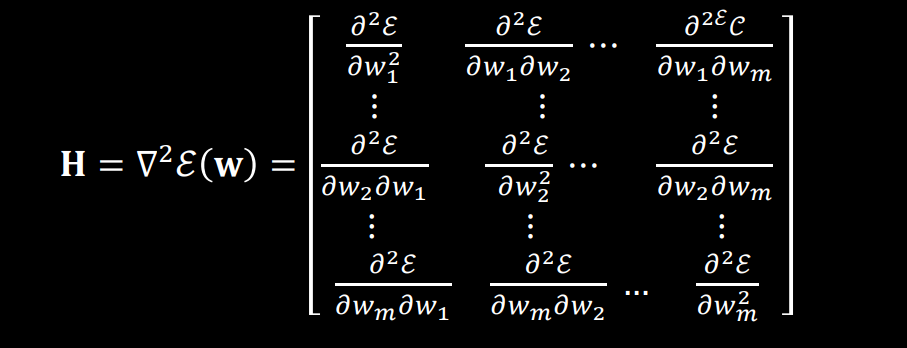 ∂²ℰ/∂w₁² ∂²ℰ/∂w₁∂w₂ ⋯ ∂²ℰ𝒞/∂w₁∂wₘ
⋮ ⋮ ⋮
𝐇 = ∇²ℰ(𝐰) = ∂²ℰ/∂w₂∂w₁ ∂²ℰ/∂w₂² ⋯ ∂²ℰ/∂w₂∂wₘ
⋮ ⋮ ⋮
∂²ℰ/∂wₘ∂w₁ ∂²ℰ/∂wₘ∂w₂ … ∂²ℰ/∂wₘ²